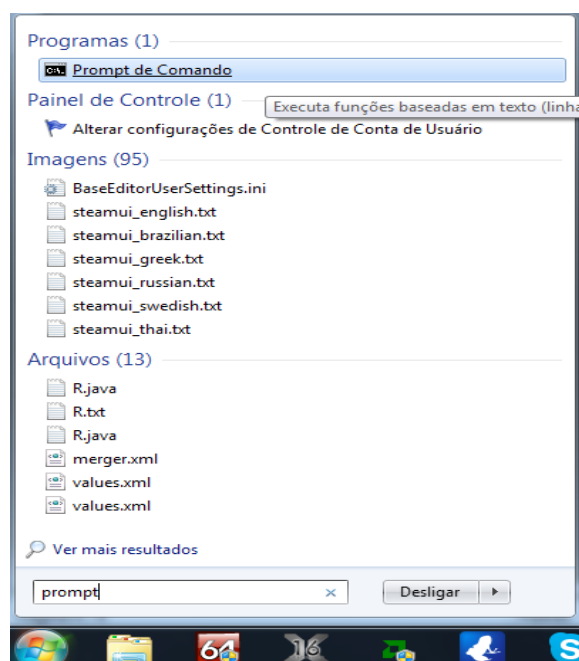 Programas (1)
Prompt de Comando
Painel de Controle (1)
Executa funções baseadas em texto (linha
Alterar configurações de Controle de Conta de Usuário
Imagens (95)
BaseEditorUserSettings.ini
steamui_english.txt
steamui_brazilian.txt
steamui_greek.txt
steamui_russian.txt
steamui_swedish.txt
steamui_thai.txt
Arquivos (13)
R.java
R.txt
R.java
merger.xml
values.xml
values.xml
Ver mais resultados
prompt
Desligar
64
16
S